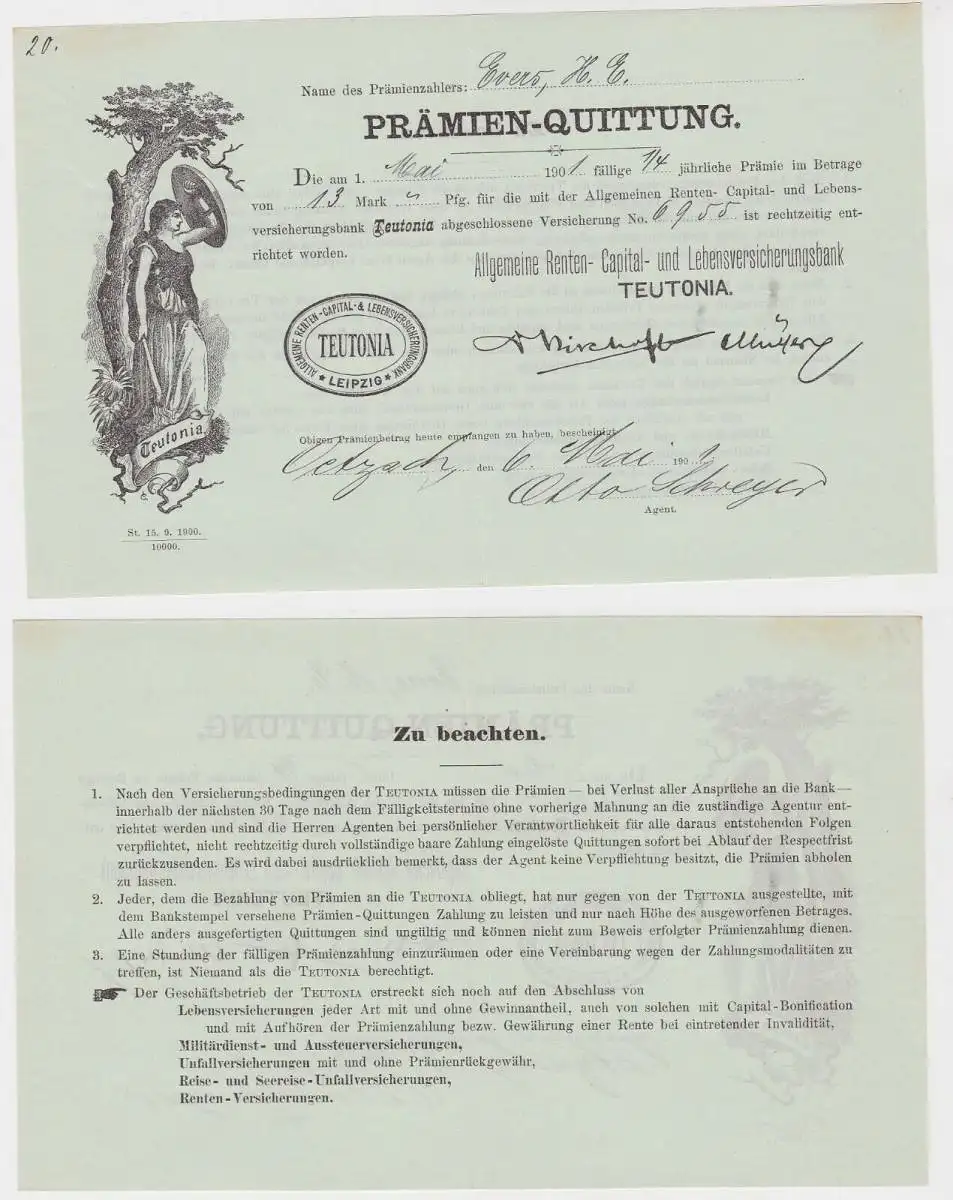 20.
Name des Prämienzahlers: Evers, H. E.
PRÄMIEN-QUITTUNG.
Die am 1. Mai 1901 fällige 1/4 jährliche Prämie im Betrage
von 13 Mark Pfg. für die mit der Allgemeinen Renten- Capital- und Lebens-
versicherungsbank Teutonia abgeschlossene Versicherung No. 6955 ist rechtzeitig ent-
richtet worden.
Allgemeine Renten- Capital- und Lebensversicherungsbank
TEUTONIA.
ALLGEMEINE RENTEN-CAPITAL-& LEBENSVERSICHERUNGSBANK
TEUTONIA
* LEIPZIG *
Teutonia
Obigen Prämienbetrag heute empfangen zu haben, bescheinigt
Oetzsch, den 6. Mai 1901.
Otto Schreyer
Agent.
St. 15. 9. 1900.
10000.
Zu beachten.
1. Nach den Versicherungsbedingungen der TEUTONIA müssen die Prämien — bei Verlust aller Ansprüche an die Bank—
innerhalb der nächsten 30 Tage nach dem Fälligkeitstermine ohne vorherige Mahnung an die zuständige Agentur ent-
richtet werden und sind die Herren Agenten bei persönlicher Verantwortlichkeit für alle daraus entstehenden Folgen
verpflichtet, nicht rechtzeitig durch vollständige baare Zahlung eingelöste Quittungen sofort bei Ablauf der Respectfrist
zurückzusenden. Es wird dabei ausdrücklich bemerkt, dass der Agent keine Verpflichtung besitzt, die Prämien abholen
zu lassen.
2. Jeder, dem die Bezahlung von Prämien an die TEUTONIA obliegt, hat nur gegen von der TEUTONIA ausgestellte, mit
dem Bankstempel versehene Prämien-Quittungen Zahlung zu leisten und nur nach Höhe des ausgeworfenen Betrages.
Alle anders ausgefertigten Quittungen sind ungültig und können nicht zum Beweis erfolgter Prämienzahlung dienen.
3. Eine Stundung der fälligen Prämienzahlung einzuräumen oder eine Vereinbarung wegen der Zahlungsmodalitäten zu
treffen, ist Niemand als die TEUTONIA berechtigt.
Der Geschäftsbetrieb der TEUTONIA erstreckt sich noch auf den Abschluss von
Lebensversicherungen jeder Art mit und ohne Gewinnantheil, auch von solchen mit Capital-Bonification
und mit Aufhören der Prämienzahlung bezw. Gewährung einer Rente bei eintretender Invalidität,
Militärdienst- und Aussteuerversicherungen,
Unfallversicherungen mit und ohne Prämienrückgewähr,
Reise- und Seereise-Unfallversicherungen,
Renten-Versicherungen.